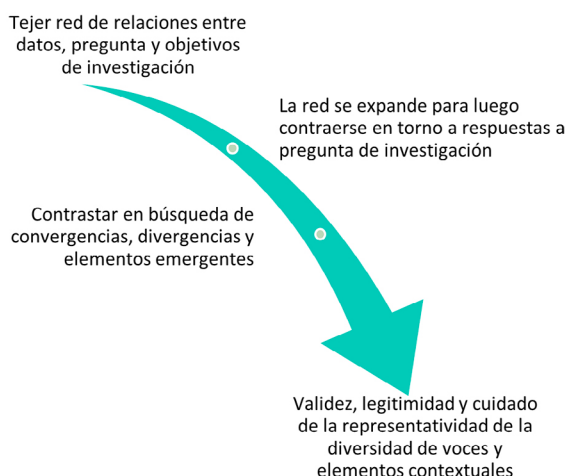 Tejer red de relaciones entre
datos, pregunta y objetivos
de investigación
La red se expande para luego
contraerse en torno a respuestas a
pregunta de investigación
Contrastar en búsqueda de
convergencias, divergencias y
elementos emergentes
Validez, legitimidad y cuidado
de la representatividad de la
diversidad de voces y
elementos contextuales